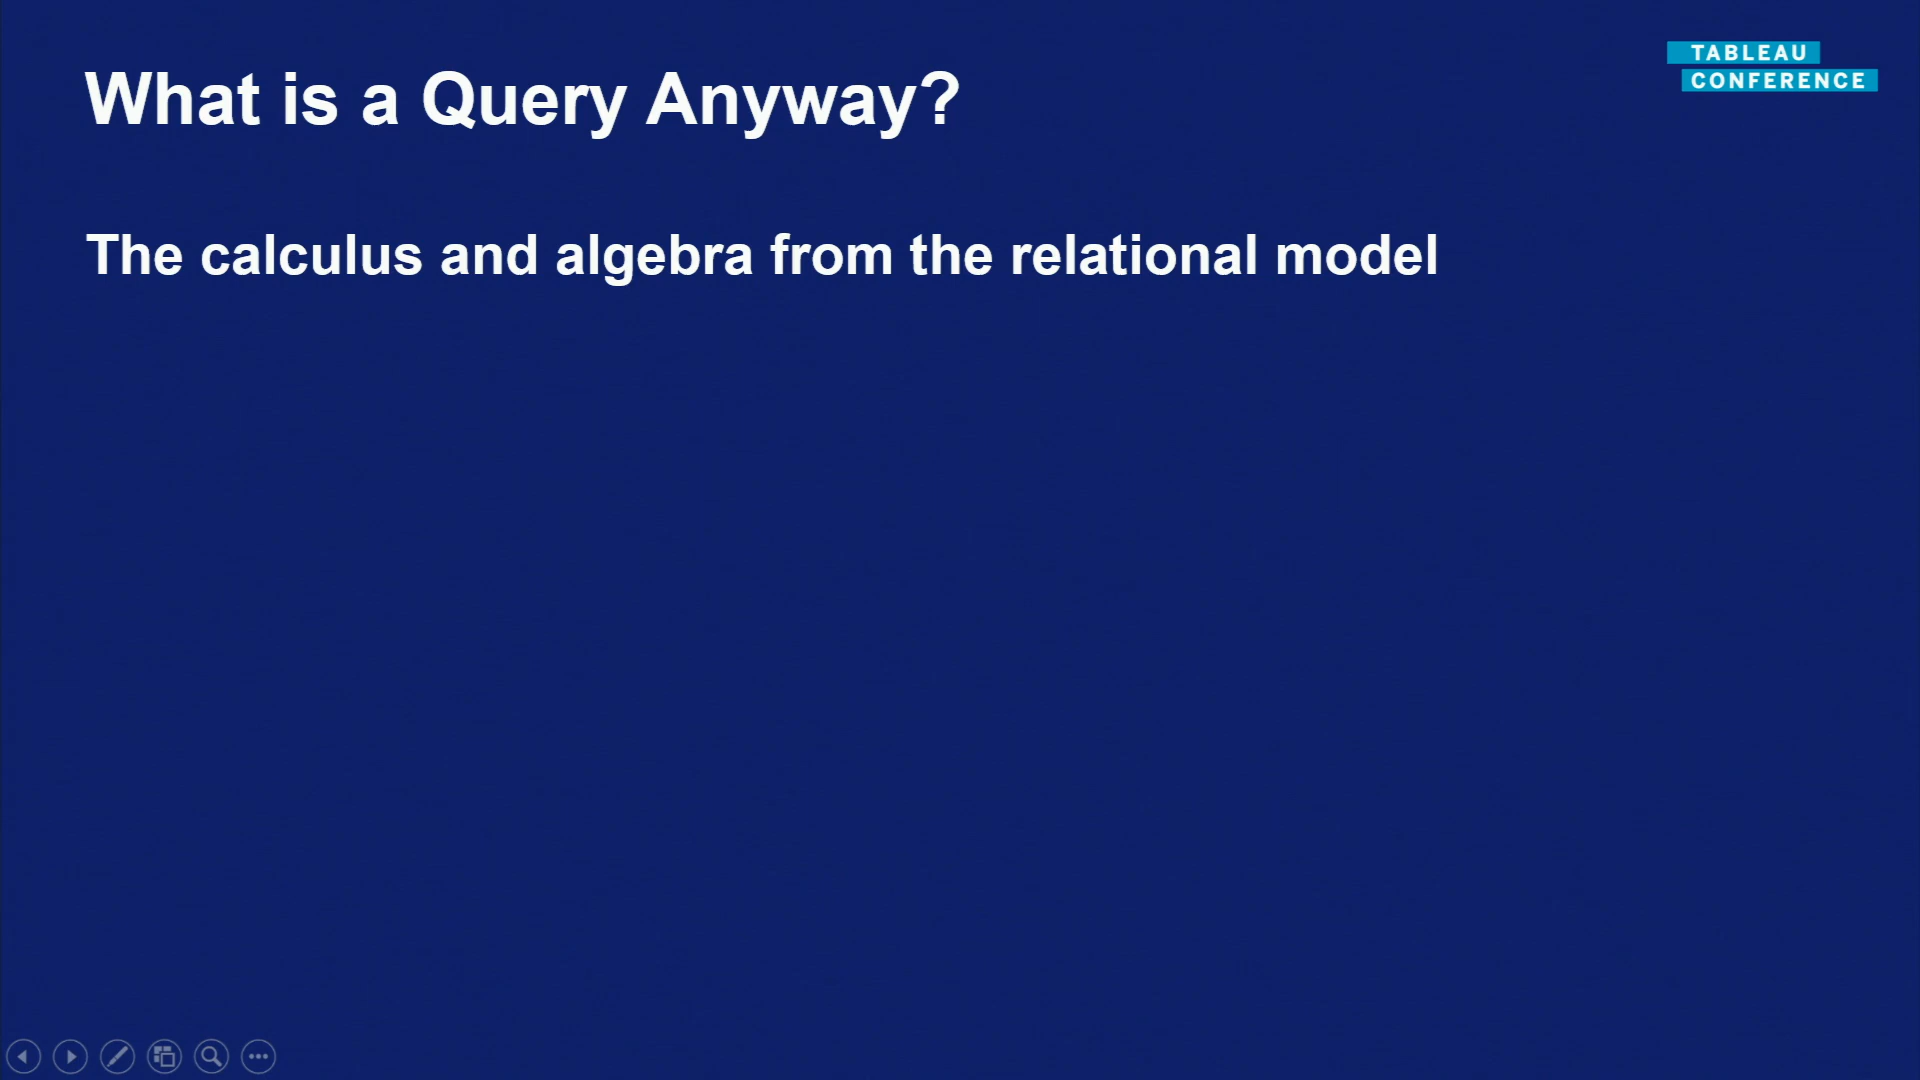 What is a Query Anyway?
TABLEAU
CONFERENCE
The calculus and algebra from the relational model